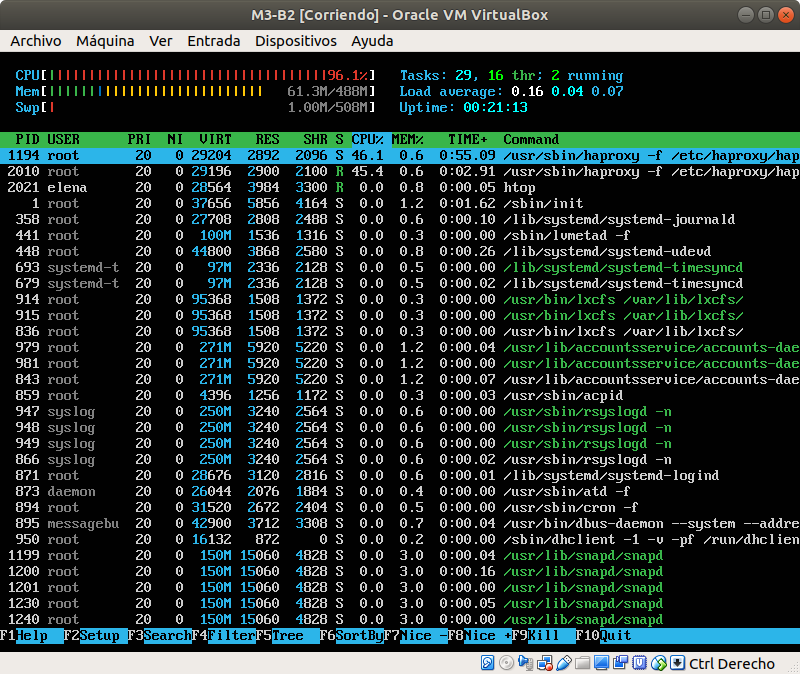 M3-B2 [Corriendo] - Oracle VM VirtualBox
Archivo Máquina Ver Entrada Dispositivos Ayuda
CPU[||||||||||||||||||||||||||||||||||96.1%] Tasks: 29, 16 thr; 2 running
Mem[|||||||||||||||||||||||||| 61.3M/488M] Load average: 0.16 0.04 0.07
Swp[| 1.00M/508M] Uptime: 00:21:13
PID USER PRI NI VIRT RES SHR S CPU% MEM% TIME+ Command
1194 root 20 0 29204 2892 2096 S 46.1 0.6 0:55.09 /usr/sbin/haproxy -f /etc/haproxy/hap
2010 root 20 0 29196 2900 2100 R 45.4 0.6 0:02.91 /usr/sbin/haproxy -f /etc/haproxy/hap
2021 elena 20 0 28564 3984 3300 R 0.0 0.8 0:00.05 htop
1 root 20 0 37656 5856 4164 S 0.0 1.2 0:01.62 /sbin/init
358 root 20 0 27708 2808 2488 S 0.0 0.6 0:00.10 /lib/systemd/systemd-journald
441 root 20 0 100M 1536 1316 S 0.0 0.3 0:00.00 /sbin/lvmetad -f
448 root 20 0 44800 3868 2580 S 0.0 0.8 0:00.26 /lib/systemd/systemd-udevd
693 systemd-t 20 0 97M 2336 2128 S 0.0 0.5 0:00.00 /lib/systemd/systemd-timesyncd
679 systemd-t 20 0 97M 2336 2128 S 0.0 0.5 0:00.02 /lib/systemd/systemd-timesyncd
914 root 20 0 95368 1508 1372 S 0.0 0.3 0:00.00 /usr/bin/lxcfs /var/lib/lxcfs/
915 root 20 0 95368 1508 1372 S 0.0 0.3 0:00.00 /usr/bin/lxcfs /var/lib/lxcfs/
836 root 20 0 95368 1508 1372 S 0.0 0.3 0:00.00 /usr/bin/lxcfs /var/lib/lxcfs/
979 root 20 0 271M 5920 5220 S 0.0 1.2 0:00.04 /usr/lib/accountsservice/accounts-dae
981 root 20 0 271M 5920 5220 S 0.0 1.2 0:00.00 /usr/lib/accountsservice/accounts-dae
843 root 20 0 271M 5920 5220 S 0.0 1.2 0:00.07 /usr/lib/accountsservice/accounts-dae
859 root 20 0 4396 1256 1172 S 0.0 0.3 0:00.03 /usr/sbin/acpid
947 syslog 20 0 250M 3240 2564 S 0.0 0.6 0:00.00 /usr/sbin/rsyslogd -n
948 syslog 20 0 250M 3240 2564 S 0.0 0.6 0:00.00 /usr/sbin/rsyslogd -n
949 syslog 20 0 250M 3240 2564 S 0.0 0.6 0:00.00 /usr/sbin/rsyslogd -n
866 syslog 20 0 250M 3240 2564 S 0.0 0.6 0:00.02 /usr/sbin/rsyslogd -n
871 root 20 0 28676 3120 2816 S 0.0 0.6 0:00.01 /lib/systemd/systemd-logind
873 daemon 20 0 26044 2076 1884 S 0.0 0.4 0:00.00 /usr/sbin/atd -f
894 root 20 0 31520 2672 2404 S 0.0 0.5 0:00.00 /usr/sbin/cron -f
895 messagebu 20 0 42900 3712 3308 S 0.0 0.7 0:00.04 /usr/bin/dbus-daemon --system --addre
950 root 20 0 16132 872 0 S 0.0 0.2 0:00.00 /sbin/dhclient -1 -v -pf /run/dhclien
1199 root 20 0 150M 15060 4828 S 0.0 3.0 0:00.04 /usr/lib/snapd/snapd
1200 root 20 0 150M 15060 4828 S 0.0 3.0 0:00.16 /usr/lib/snapd/snapd
1201 root 20 0 150M 15060 4828 S 0.0 3.0 0:00.00 /usr/lib/snapd/snapd
1230 root 20 0 150M 15060 4828 S 0.0 3.0 0:00.05 /usr/lib/snapd/snapd
1240 root 20 0 150M 15060 4828 S 0.0 3.0 0:00.00 /usr/lib/snapd/snapd
F1Help F2Setup F3SearchF4FilterF5Tree F6SortByF7Nice -F8Nice +F9Kill F10Quit
Ctrl Derecho